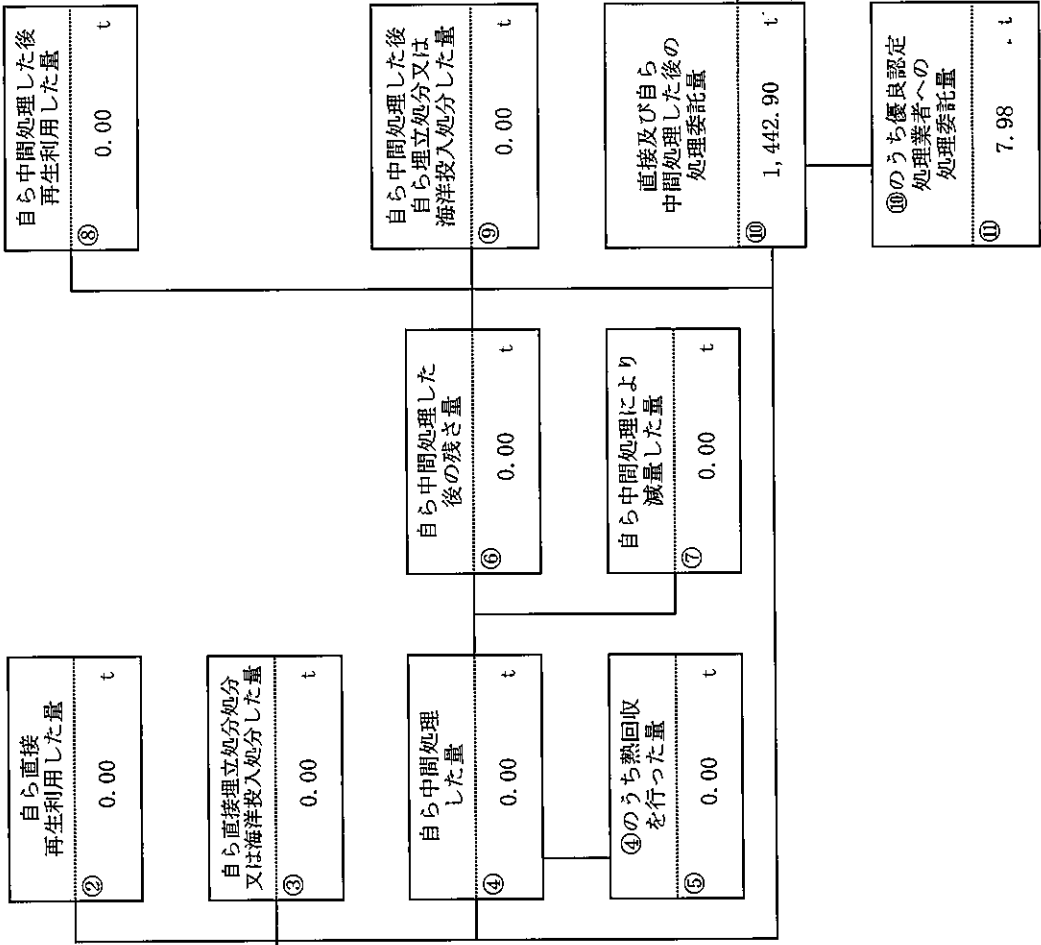 自ら直接
再生利用した量
② 0.00 t
自ら直接埋立処分処分
又は海洋投入処分した量
③ 0.00 t
自ら中間処理
した量
④ 0.00 t
④のうち熱回収
を行った量
⑤ 0.00 t
自ら中間処理した
後の残さ量
⑥ 0.00 t
自ら中間処理により
減量した量
⑦ 0.00 t
自ら中間処理した後
再生利用した量
⑧ 0.00 t
自ら中間処理した後
自ら埋立処分又は
海洋投入処分した量
⑨ 0.00 t
直接及び自ら
中間処理した後の
処理委託量
⑩ 1,442.90 t
⑩のうち優良認定
処理業者への
処理委託量
⑪ 7.98 t